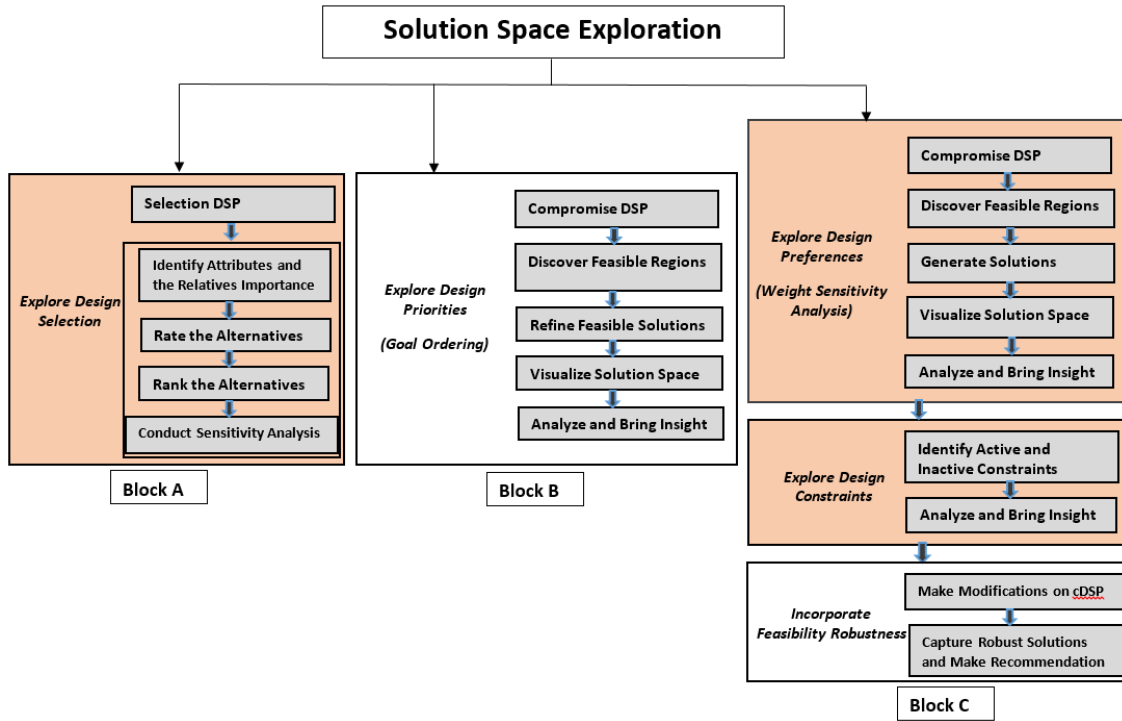 Solution Space Exploration
Explore Design
Selection
Selection DSP
Identify Attributes and
the Relatives Importance
Rate the Alternatives
Rank the Alternatives
Conduct Sensitivity Analysis
Block A
Explore Design
Priorities
(Goal Ordering)
Compromise DSP
Discover Feasible Regions
Refine Feasible Solutions
Visualize Solution Space
Analyze and Bring Insight
Block B
Explore Design
Preferences
(Weight Sensitivity
Analysis)
Compromise DSP
Discover Feasible Regions
Generate Solutions
Visualize Solution Space
Analyze and Bring Insight
Explore Design
Constraints
Identify Active and
Inactive Constraints
Analyze and Bring Insight
Incorporate
Feasibility Robustness
Make Modifications on cDSP
Capture Robust Solutions
and Make Recommendation
Block C